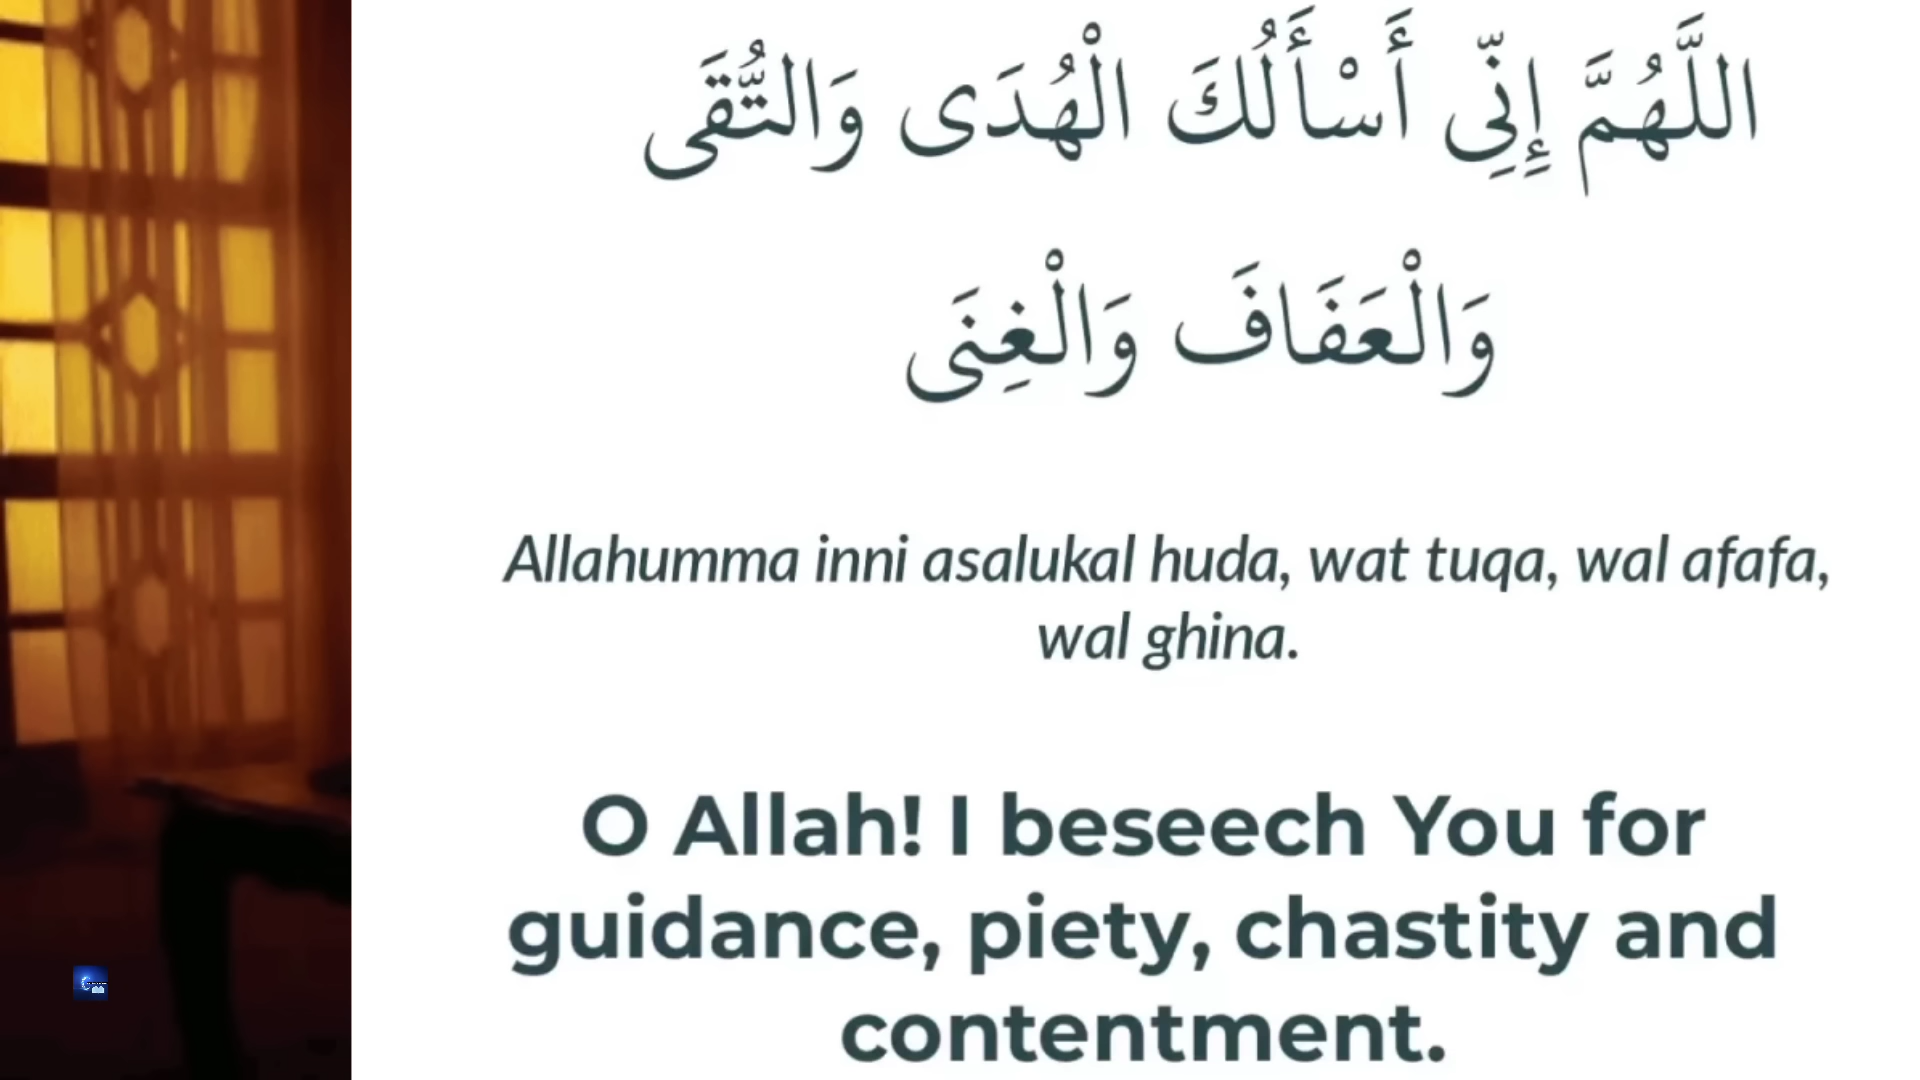 اللَّهُمَّ إِنِّي أَسْأَلُكَ الْهُدَى وَالتُّقَى
وَالْعَفَافَ وَالْغِنَى
Allahumma inni asalukal huda, wat tuqa, wal afafa,
wal ghina.
O Allah! I beseech You for
guidance, piety, chastity and
contentment.